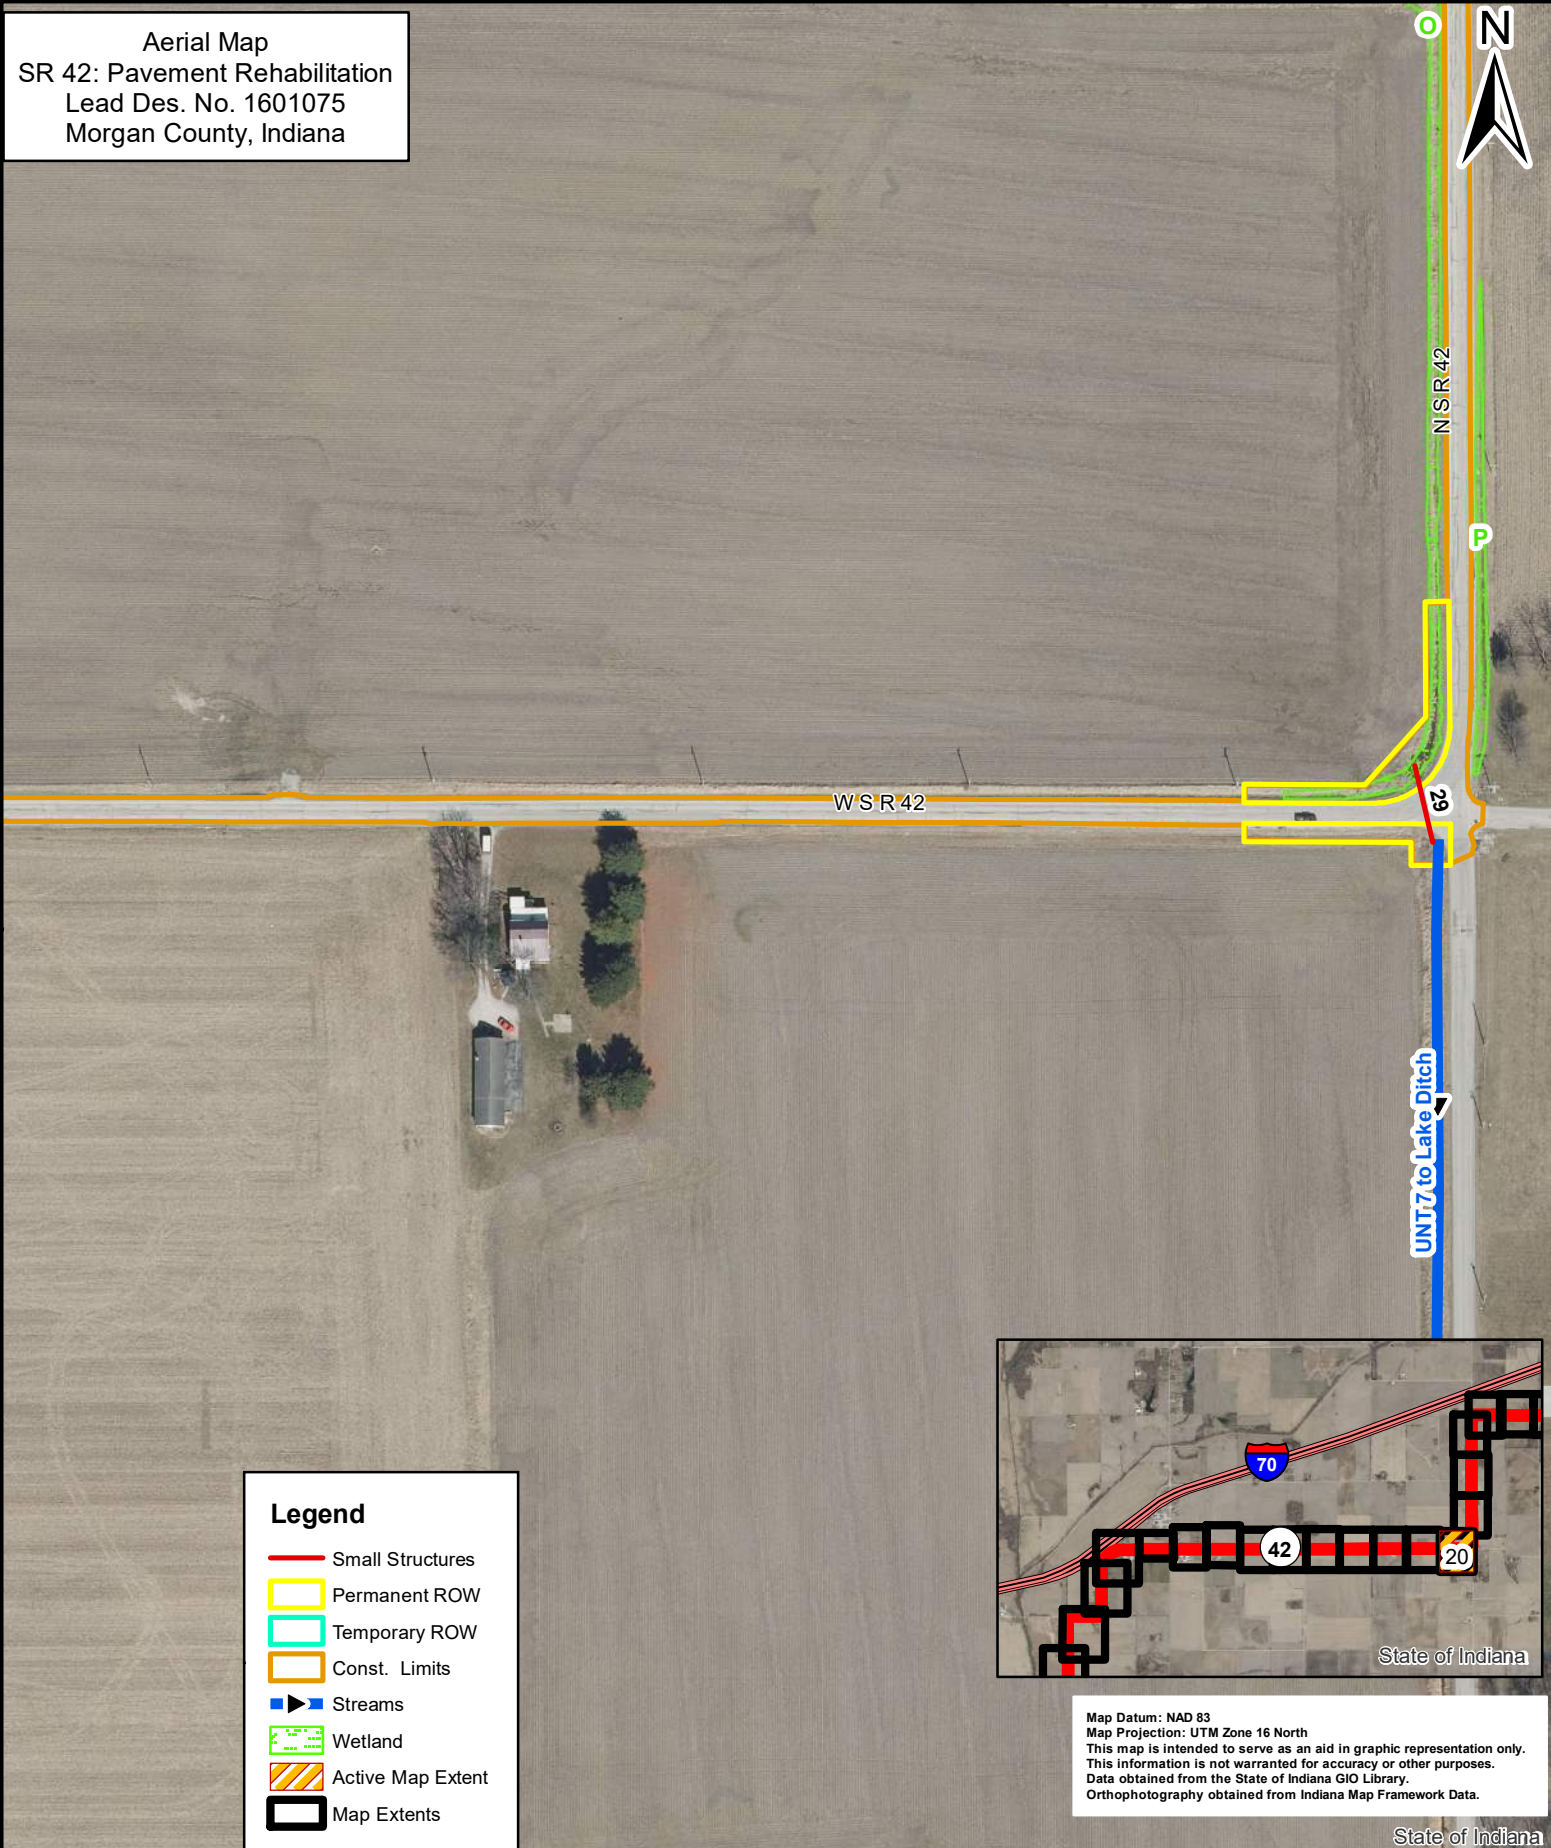 Aerial Map
SR 42: Pavement Rehabilitation
Lead Des. No. 1601075
Morgan County, Indiana
O
N
N S R 42
P
W S R 42
29
UNT 7 to Lake Ditch
70
42
20
State of Indiana
Legend
Small Structures
Permanent ROW
Temporary ROW
Const. Limits
Streams
Wetland
Active Map Extent
Map Extents
Map Datum: NAD 83
Map Projection: UTM Zone 16 North
This map is intended to serve as an aid in graphic representation only.
This information is not warranted for accuracy or other purposes.
Data obtained from the State of Indiana GIO Library.
Orthophotography obtained from Indiana Map Framework Data.
State of Indiana